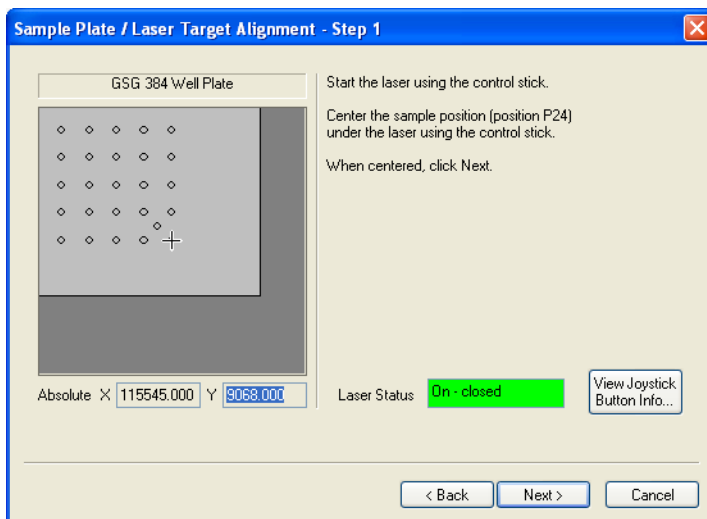 Sample Plate / Laser Target Alignment - Step 1
GSG 384 Well Plate
Start the laser using the control stick.
Center the sample position (position P24)
under the laser using the control stick.
When centered, click Next.
Absolute X 115545.000 Y 9068.000
Laser Status On - closed
View Joystick
Button Info...
< Back Next > Cancel